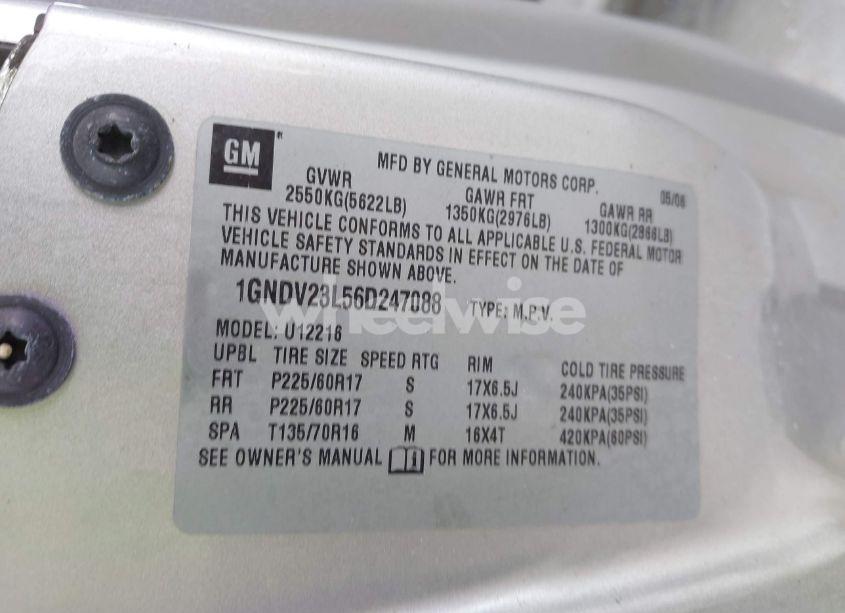 GM ®
MFD BY GENERAL MOTORS CORP. 05/06
GVWR GAWR FRT GAWR RR
2550KG(5622LB) 1350KG(2976LB) 1300KG(2866LB)
THIS VEHICLE CONFORMS TO ALL APPLICABLE U.S. FEDERAL MOTOR
VEHICLE SAFETY STANDARDS IN EFFECT ON THE DATE OF
MANUFACTURE SHOWN ABOVE.
1GNDV23L56D247088 TYPE: M.P.V.
wheelwise
MODEL: U12216
UPBL TIRE SIZE SPEED RTG RIM COLD TIRE PRESSURE
FRT P225/60R17 S 17X6.5J 240KPA(35PSI)
RR P225/60R17 S 17X6.5J 240KPA(35PSI)
SPA T135/70R16 M 16X4T 420KPA(60PSI)
SEE OWNER'S MANUAL i FOR MORE INFORMATION.